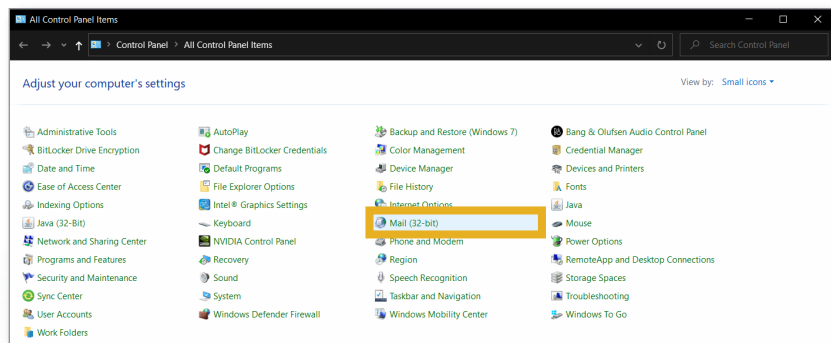 All Control Panel Items
Control Panel > All Control Panel Items
Search Control Panel
Adjust your computer's settings
View by: Small icons
Administrative Tools
AutoPlay
Backup and Restore (Windows 7)
Bang & Olufsen Audio Control Panel
BitLocker Drive Encryption
Change BitLocker Credentials
Color Management
Credential Manager
Date and Time
Default Programs
Device Manager
Devices and Printers
Ease of Access Center
File Explorer Options
File History
Fonts
Indexing Options
Intel® Graphics Settings
Internet Options
Java
Java (32-Bit)
Keyboard
Mail (32-bit)
Mouse
Network and Sharing Center
NVIDIA Control Panel
Phone and Modem
Power Options
Programs and Features
Recovery
Region
RemoteApp and Desktop Connections
Security and Maintenance
Sound
Speech Recognition
Storage Spaces
Sync Center
System
Taskbar and Navigation
Troubleshooting
User Accounts
Windows Defender Firewall
Windows Mobility Center
Windows To Go
Work Folders